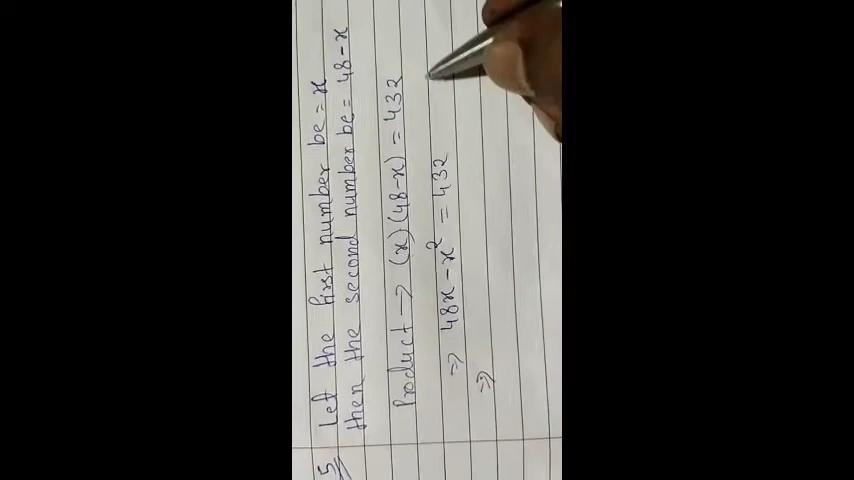 5 Let the first number be = x
then the second number be = 48-x
Product → (x)(48-x) = 432
⇒ 48x - x² = 432
⇒